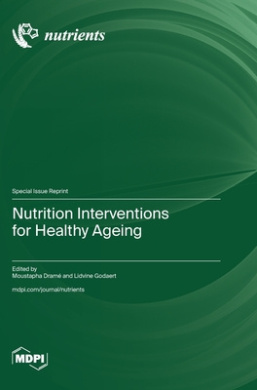 nutrients
Special Issue Reprint
Nutrition Interventions
for Healthy Ageing
Edited by
Moustapha Dramé and Lidvine Godaert
mdpi.com/journal/nutrients
MDPI